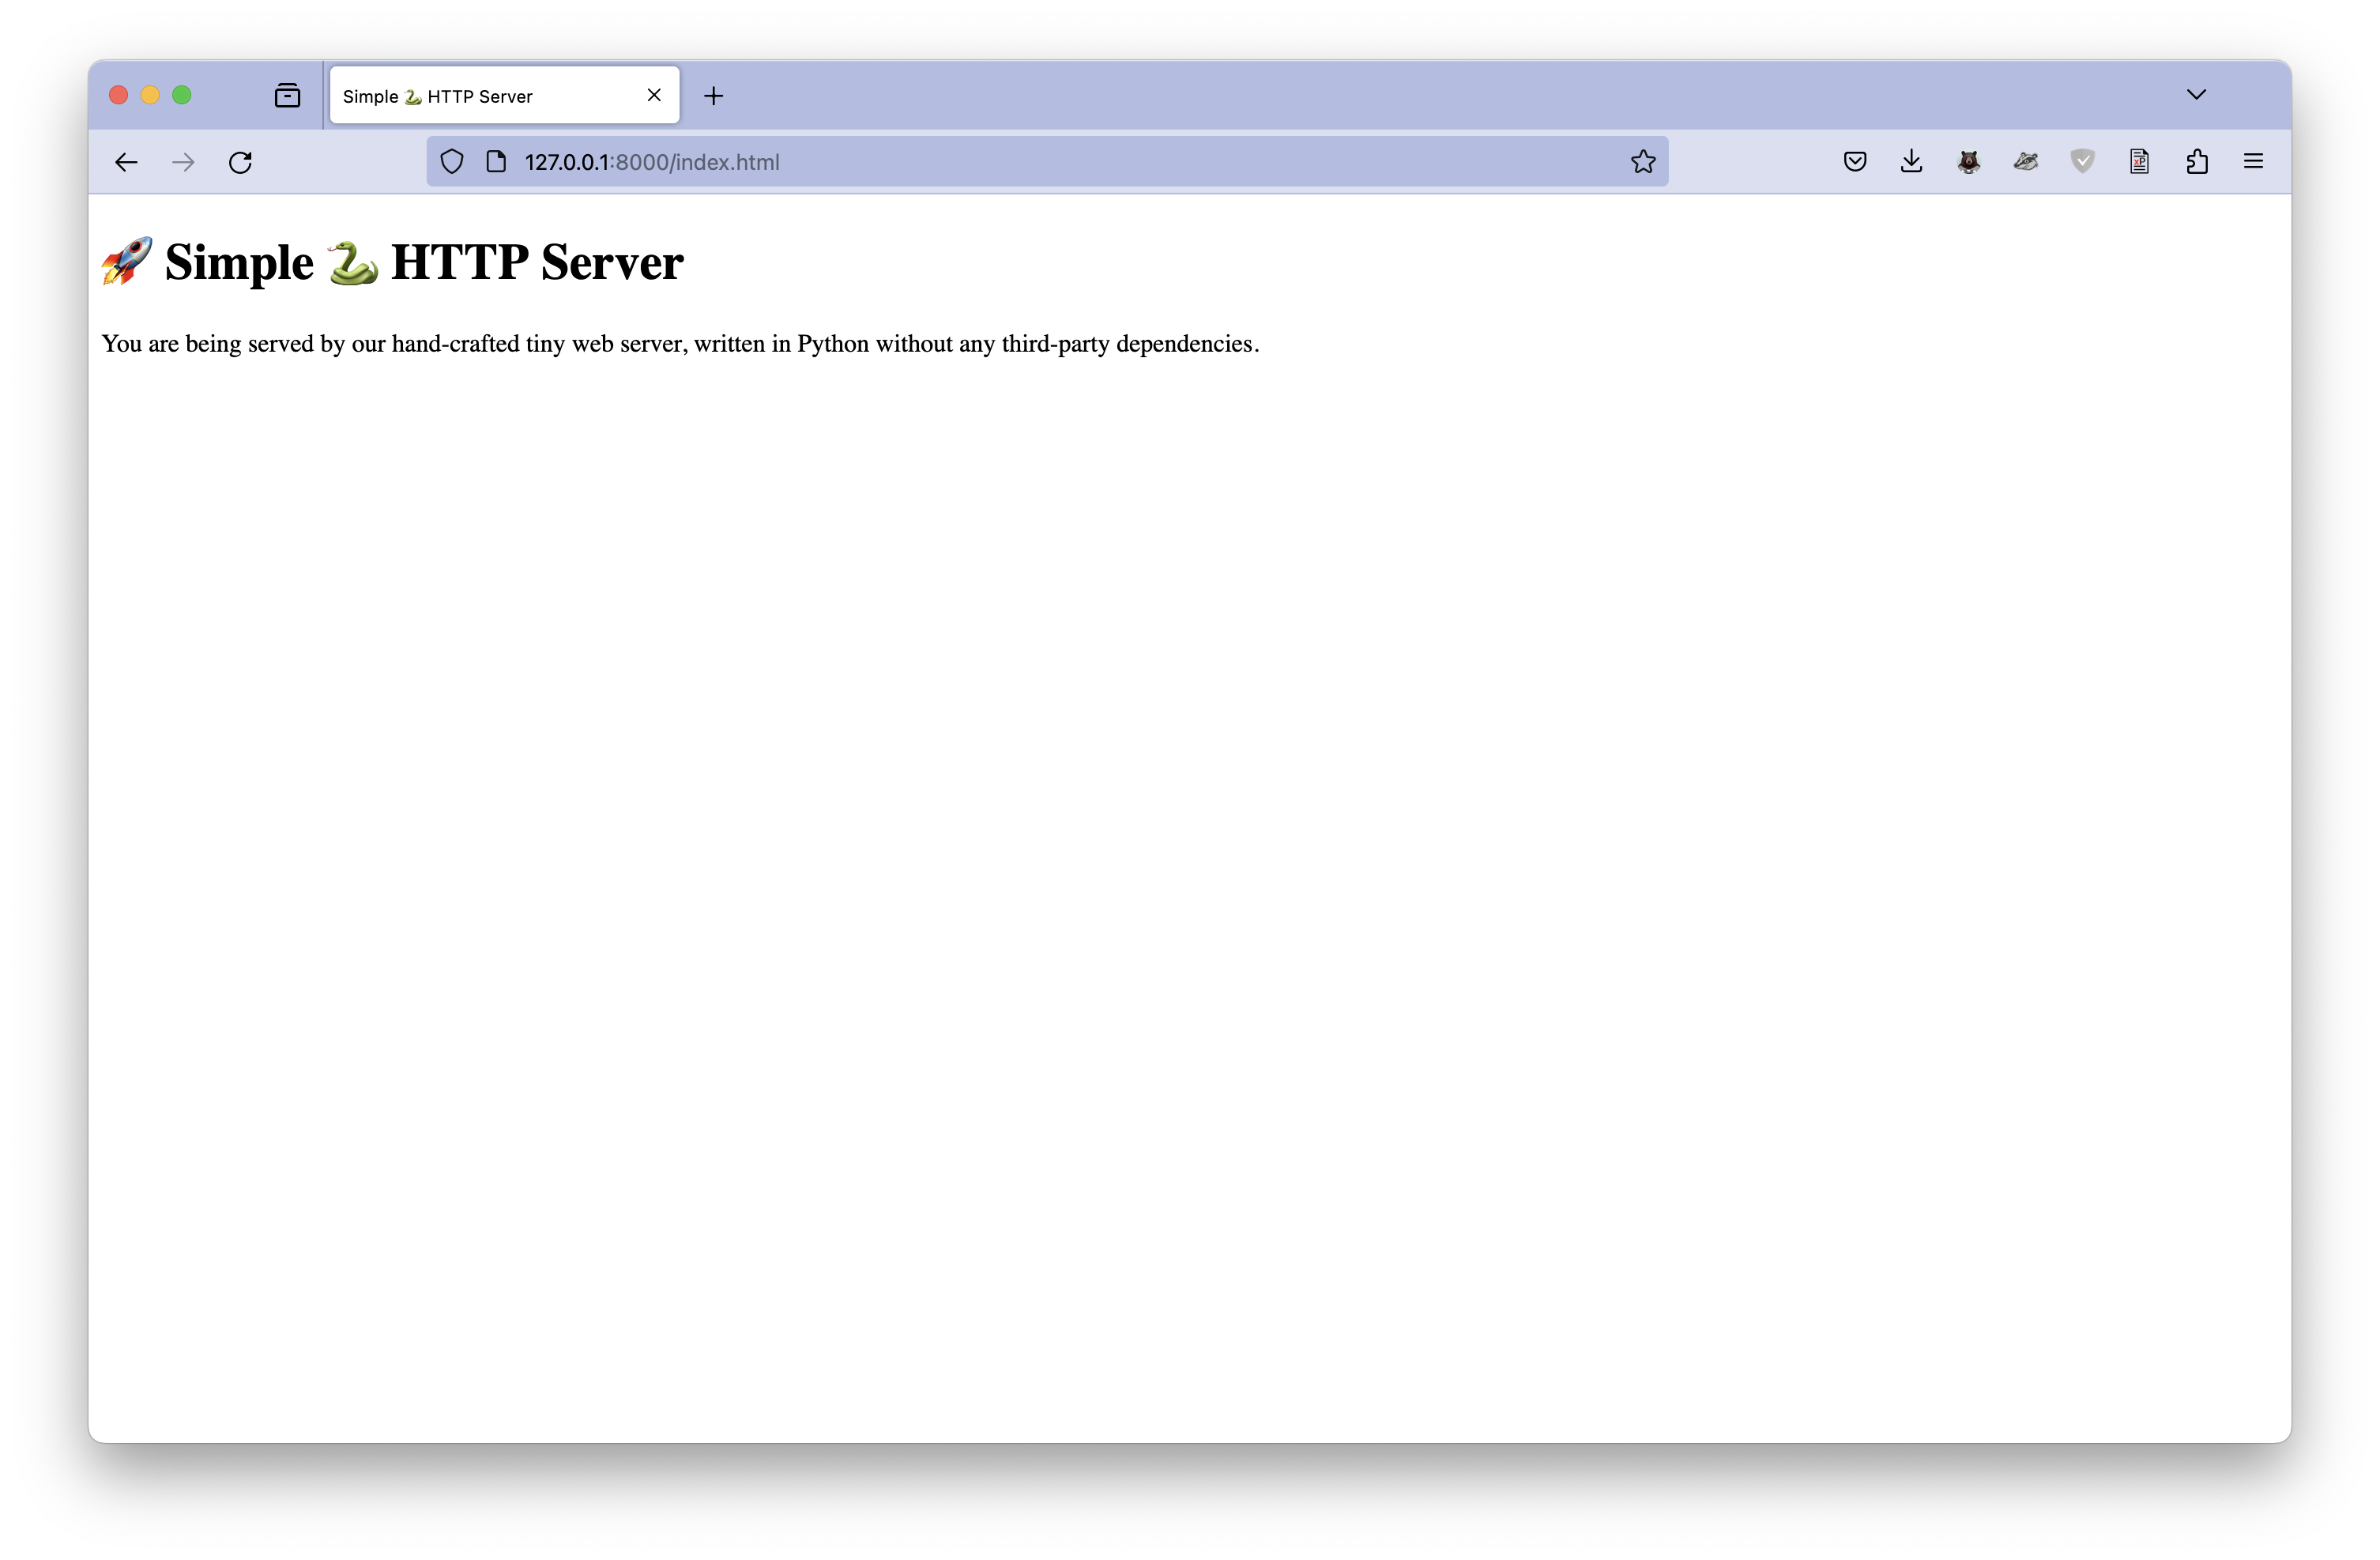 Simple 🐍 HTTP Server
127.0.0.1:8000/index.html
🚀 Simple 🐍 HTTP Server
You are being served by our hand-crafted tiny web server, written in Python without any third-party dependencies.